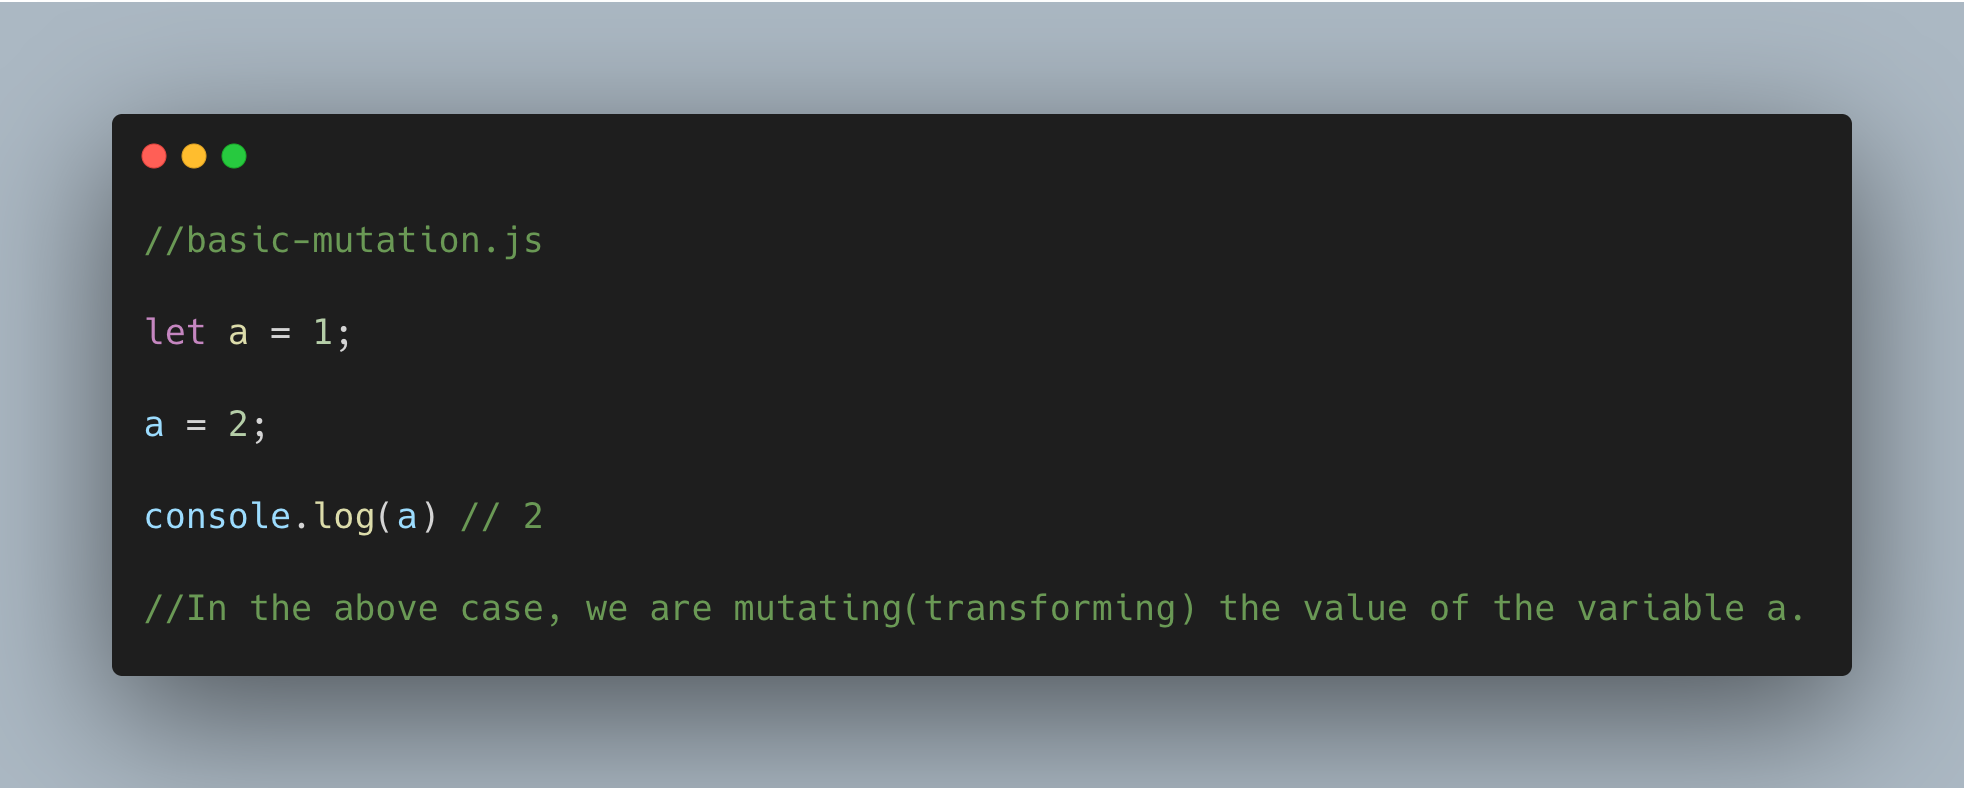 //basic-mutation.js
let a = 1;
a = 2;
console.log(a) // 2
//In the above case, we are mutating(transforming) the value of the variable a.